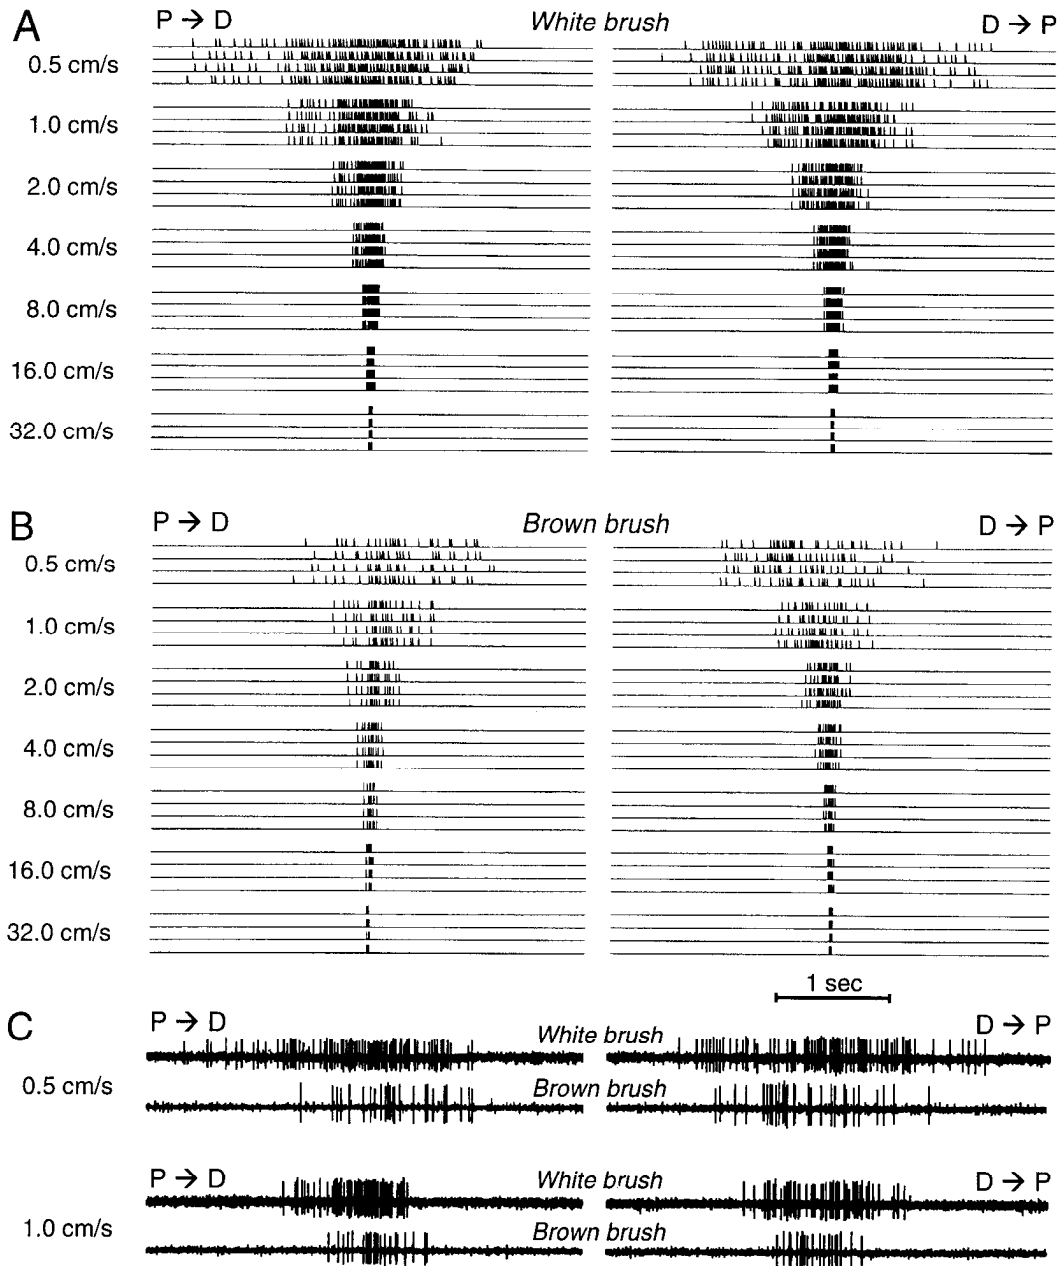 A
P → D
White brush
D → P
0.5 cm/s
1.0 cm/s
2.0 cm/s
4.0 cm/s
8.0 cm/s
16.0 cm/s
32.0 cm/s
B
P → D
Brown brush
D → P
0.5 cm/s
1.0 cm/s
2.0 cm/s
4.0 cm/s
8.0 cm/s
16.0 cm/s
32.0 cm/s
1 sec
C
P → D
White brush
D → P
0.5 cm/s
Brown brush
P → D
White brush
D → P
1.0 cm/s
Brown brush